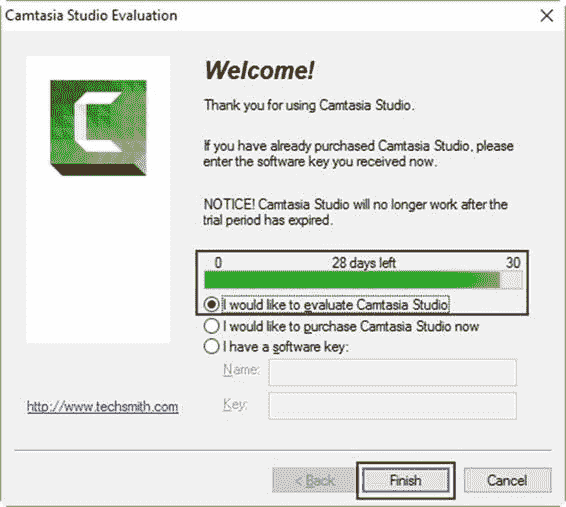 Camtasia Studio Evaluation
Welcome!
Thank you for using Camtasia Studio.
If you have already purchased Camtasia Studio, please
enter the software key you received now.
NOTICE! Camtasia Studio will no longer work after the
trial period has expired.
0 28 days left 30
I would like to evaluate Camtasia Studio
I would like to purchase Camtasia Studio now
I have a software key:
Name:
Key:
http://www.techsmith.com
< Back Finish Cancel